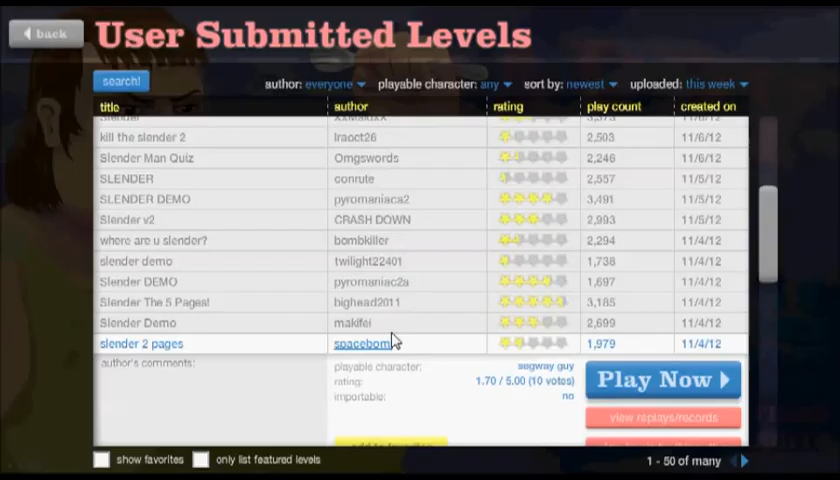 back
User Submitted Levels
search!
author: everyone playable character: any sort by: newest uploaded: this week
title author rating play count created on
kill the slender 2 lraoct26 2,503 11/6/12
Slender Man Quiz Omgswords 2,246 11/6/12
SLENDER conrute 2,557 11/5/12
SLENDER DEMO pyromaniaca2 3,491 11/5/12
Slender v2 CRASH DOWN 2,993 11/5/12
where are u slender? bombkiller 2,294 11/4/12
slender demo twilight22401 1,738 11/4/12
Slender DEMO pyromaniac2a 1,697 11/4/12
Slender The 5 Pages! bighead2011 3,185 11/4/12
Slender Demo makifei 2,699 11/4/12
slender 2 pages spacebom 1,979 11/4/12
author's comments:
playable character: segway guy
rating: 1.70 / 5.00 (10 votes)
importable: no
Play Now
view replays/records
show favorites only list featured levels
1 - 50 of many